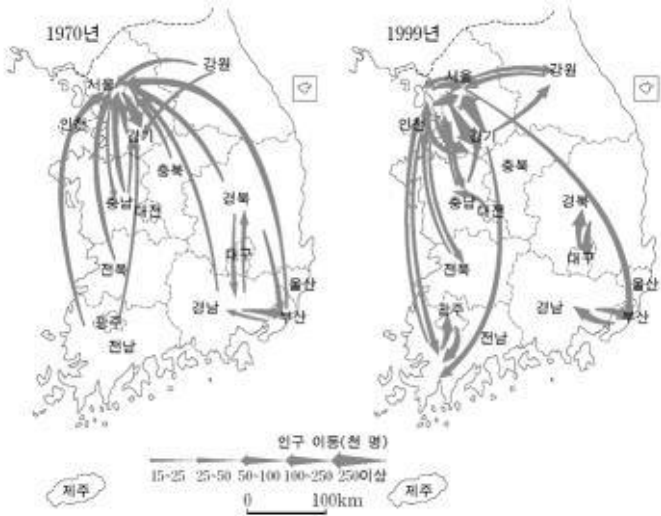 1970년
강원
서울
인천
경기
충북
충남
대전
경북
전북
대구
울산
경남
부산
광주
전남
제주
1999년
강원
서울
인천
경기
충북
충남
대전
경북
대구
전북
울산
광주
경남
부산
전남
제주
인구 이동(천 명)
15~25 25~50 50~100 100~250 250이상
0 100km